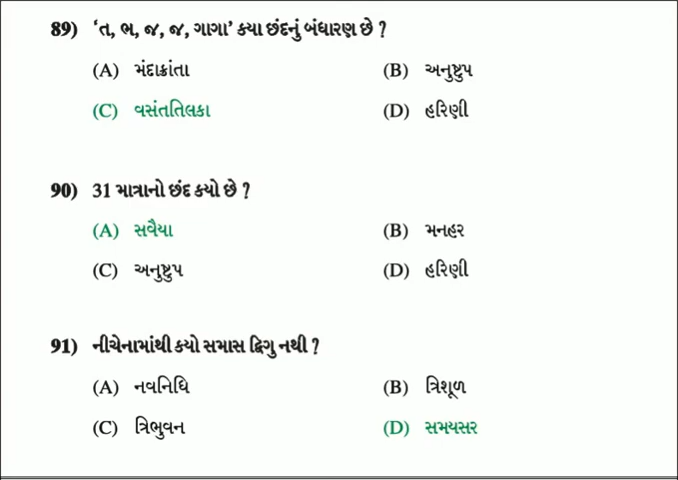 89) ‘ત, ભ, જ, જ, ગાગા’ ક્યા છંદનું બંધારણ છે ?
(A) મંદાક્રાંતા (B) અનુષ્ટુપ
(C) વસંતતિલકા (D) હરિણી
90) 31 માત્રાનો છંદ કયો છે ?
(A) સવૈયા (B) મનહર
(C) અનુષ્ટુપ (D) હરિણી
91) નીચેનામાંથી કયો સમાસ દ્વિગુ નથી ?
(A) નવનિધિ (B) ત્રિશૂળ
(C) ત્રિભુવન (D) સમયસર